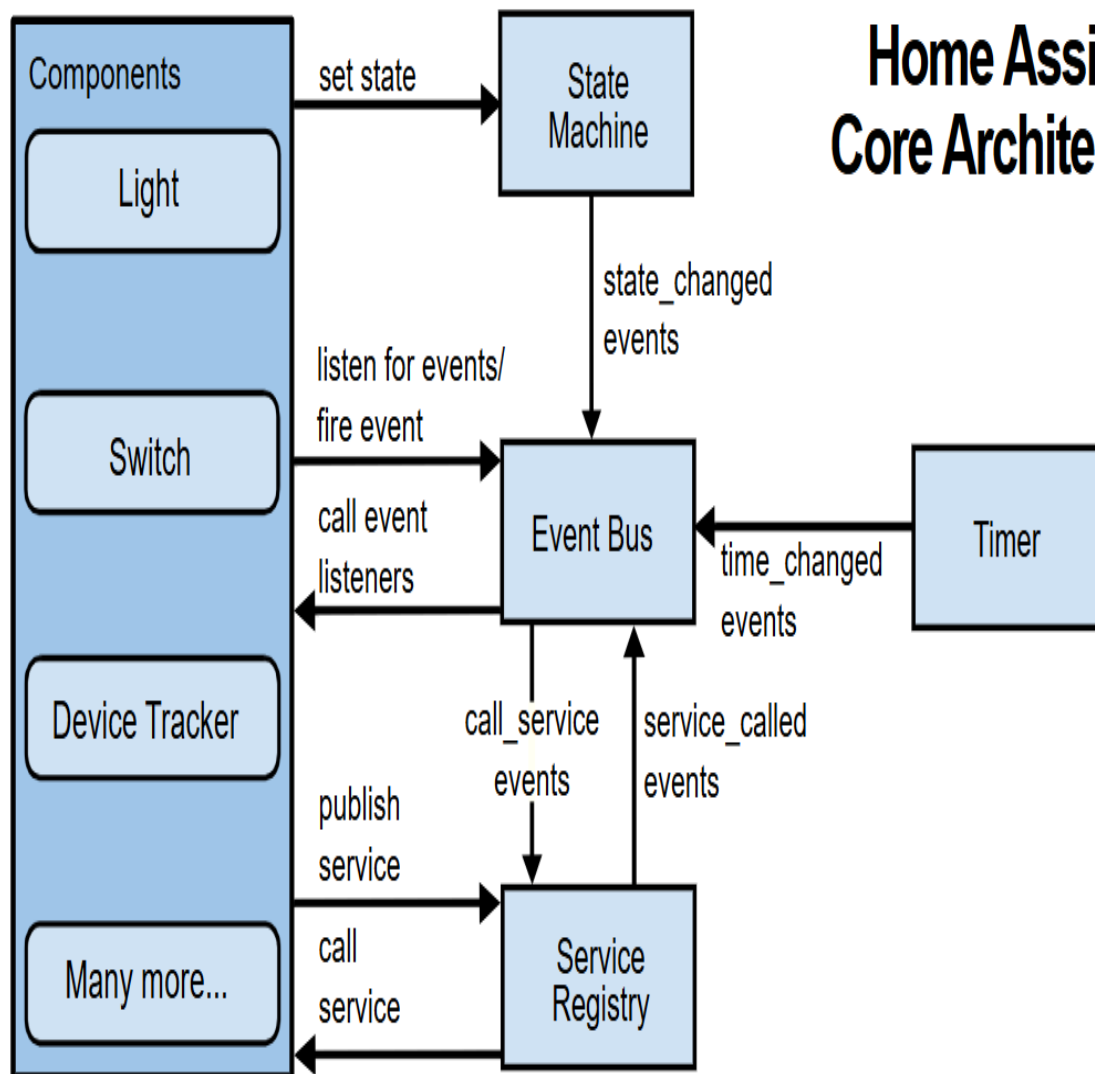 Home Assi
Core Archite
Components
Light
Switch
Device Tracker
Many more...
set state
State
Machine
state_changed
events
listen for events/
fire event
call event
listeners
Event Bus
time_changed
events
Timer
call_service
events
service_called
events
publish
service
call
service
Service
Registry